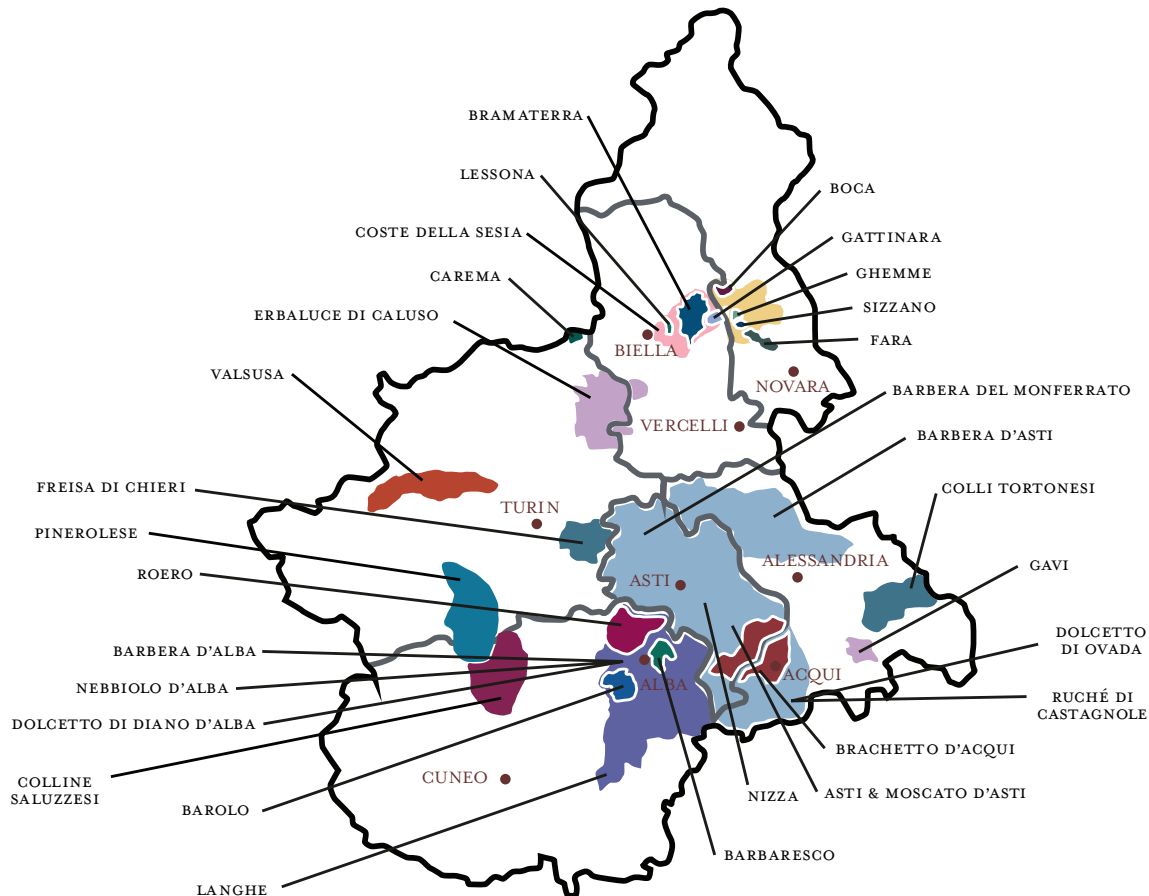 BRAMATERRA
LESSONA
BOCA
COSTE DELLA SESIA
GATTINARA
CAREMA
GHEMME
ERBALUCE DI CALUSO
SIZZANO
FARA
BIELLA
VALSUSA
NOVARA
BARBERA DEL MONFERRATO
VERCELLI
BARBERA D'ASTI
FREISA DI CHIERI
COLLI TORTONESI
TURIN
PINEROLESE
ALESSANDRIA
GAVI
ROERO
ASTI
DOLCETTO
DI OVADA
BARBERA D'ALBA
ACQUI
NEBBIOLO D'ALBA
ALBA
RUCHÉ DI
CASTAGNOLE
DOLCETTO DI DIANO D'ALBA
BRACHETTO D'ACQUI
COLLINE
SALUZZESI
CUNEO
NIZZA
ASTI & MOSCATO D'ASTI
BAROLO
BARBARESCO
LANGHE